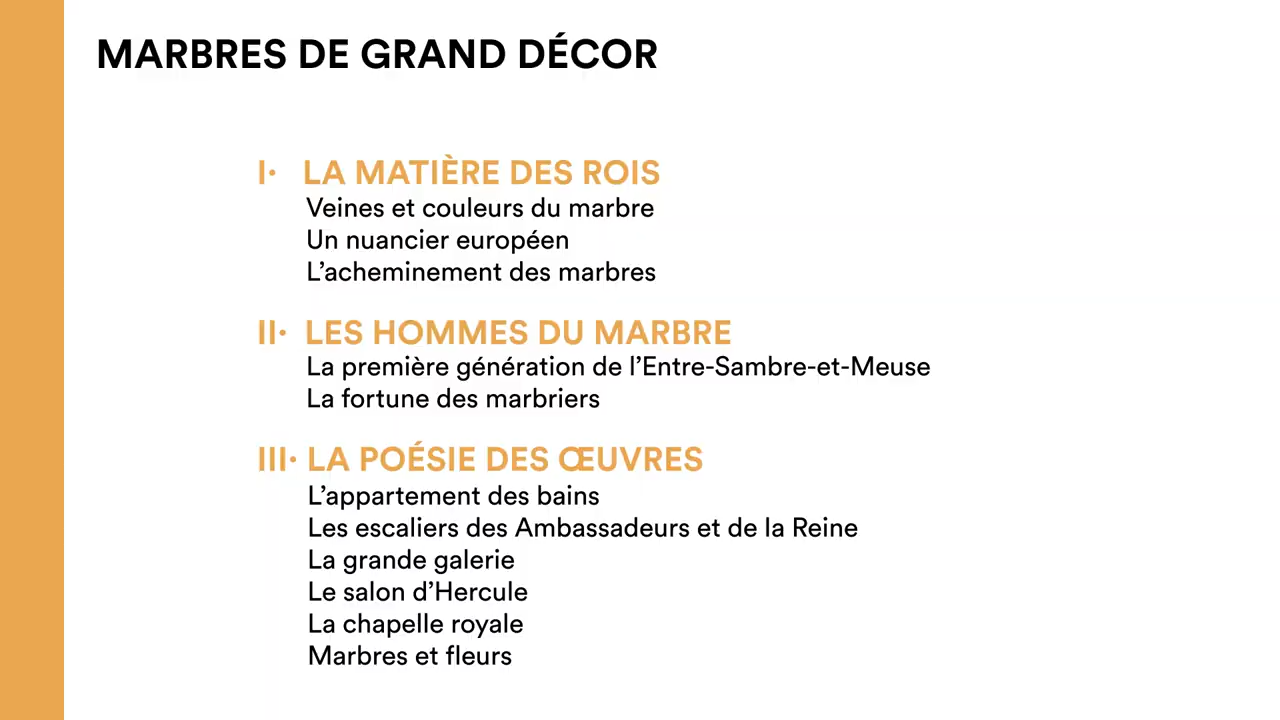 MARBRES DE GRAND DÉCOR
I· LA MATIÈRE DES ROIS
Veines et couleurs du marbre
Un nuancier européen
L’acheminement des marbres
II· LES HOMMES DU MARBRE
La première génération de l’Entre-Sambre-et-Meuse
La fortune des marbriers
III· LA POÉSIE DES ŒUVRES
L’appartement des bains
Les escaliers des Ambassadeurs et de la Reine
La grande galerie
Le salon d’Hercule
La chapelle royale
Marbres et fleurs